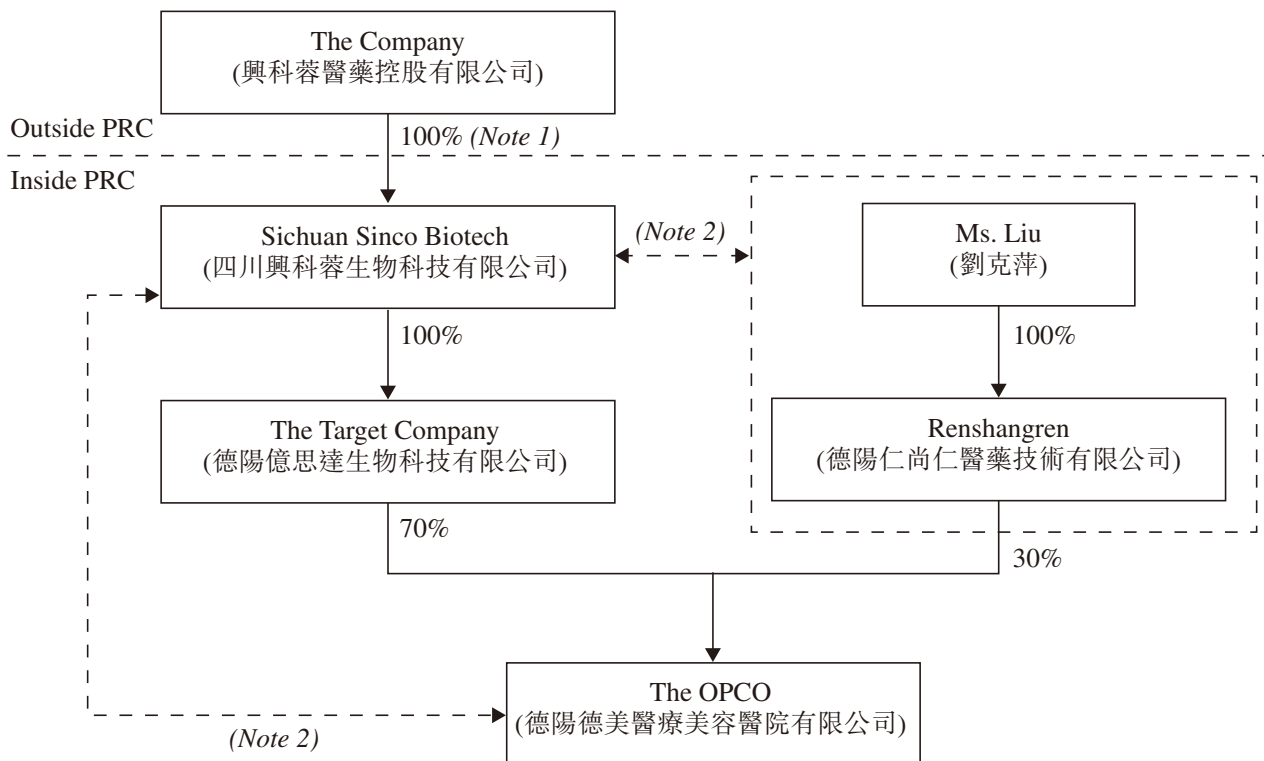 The Company
(興科蓉醫藥控股有限公司)
Outside PRC
100% (Note 1)
Inside PRC
Sichuan Sinco Biotech
(四川興科蓉生物科技有限公司)
(Note 2)
Ms. Liu
(劉克萍)
100%
100%
The Target Company
(德陽億思達生物科技有限公司)
Renshangren
(德陽仁尚仁醫藥技術有限公司)
70%
30%
The OPCO
(德陽德美醫療美容醫院有限公司)
(Note 2)